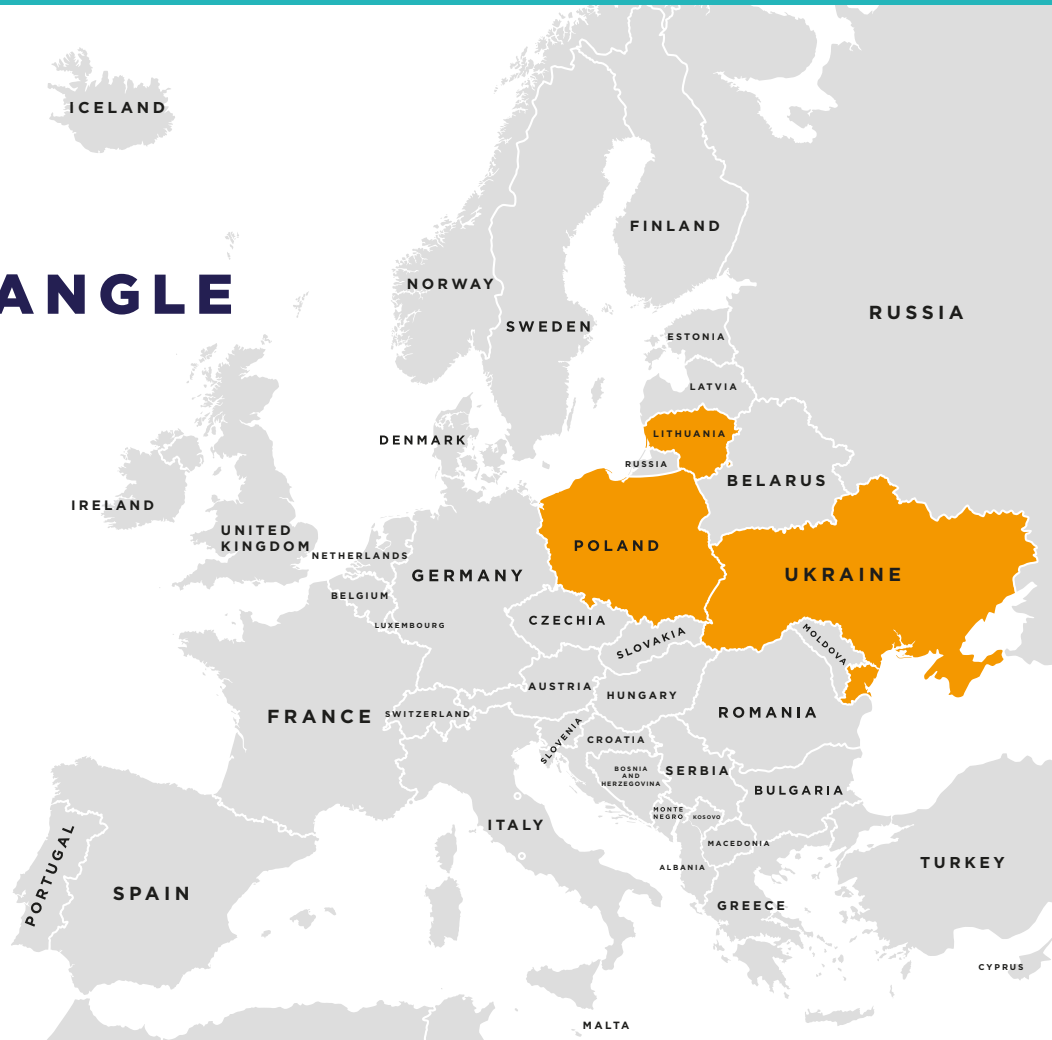 ICELAND
FINLAND
ANGLE
NORWAY
RUSSIA
SWEDEN
ESTONIA
LATVIA
LITHUANIA
DENMARK
RUSSIA
BELARUS
IRELAND
UNITED
KINGDOM
POLAND
NETHERLANDS
GERMANY
UKRAINE
BELGIUM
CZECHIA
LUXEMBOURG
SLOVAKIA
MOLDOVA
AUSTRIA
HUNGARY
FRANCE
SWITZERLAND
ROMANIA
SLOVENIA
CROATIA
BOSNIA
AND
HERZEGOVINA
SERBIA
BULGARIA
MONTE
NEGRO
KOSOVO
ITALY
MACEDONIA
PORTUGAL
ALBANIA
TURKEY
SPAIN
GREECE
CYPRUS
MALTA